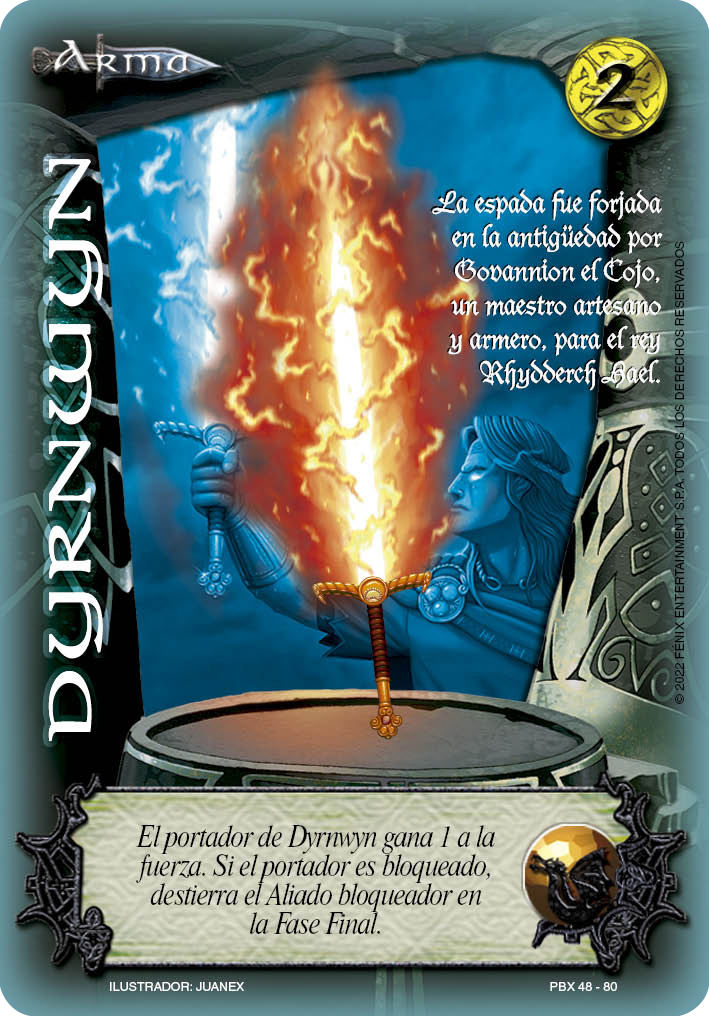 Arma
2
DYRNWYN
La espada fue forjada
en la antigüedad por
Govannion el Cojo,
un maestro artesano
y armero, para el rey
Rhydderch Hael.
© 2022 FÉNIX ENTERTAINMENT S.P.A. TODOS LOS DERECHOS RESERVADOS
El portador de Dyrnwyn gana 1 a la
fuerza. Si el portador es bloqueado,
destierra el Aliado bloqueador en
la Fase Final.
ILUSTRADOR: JUANEX
PBX 48 - 80